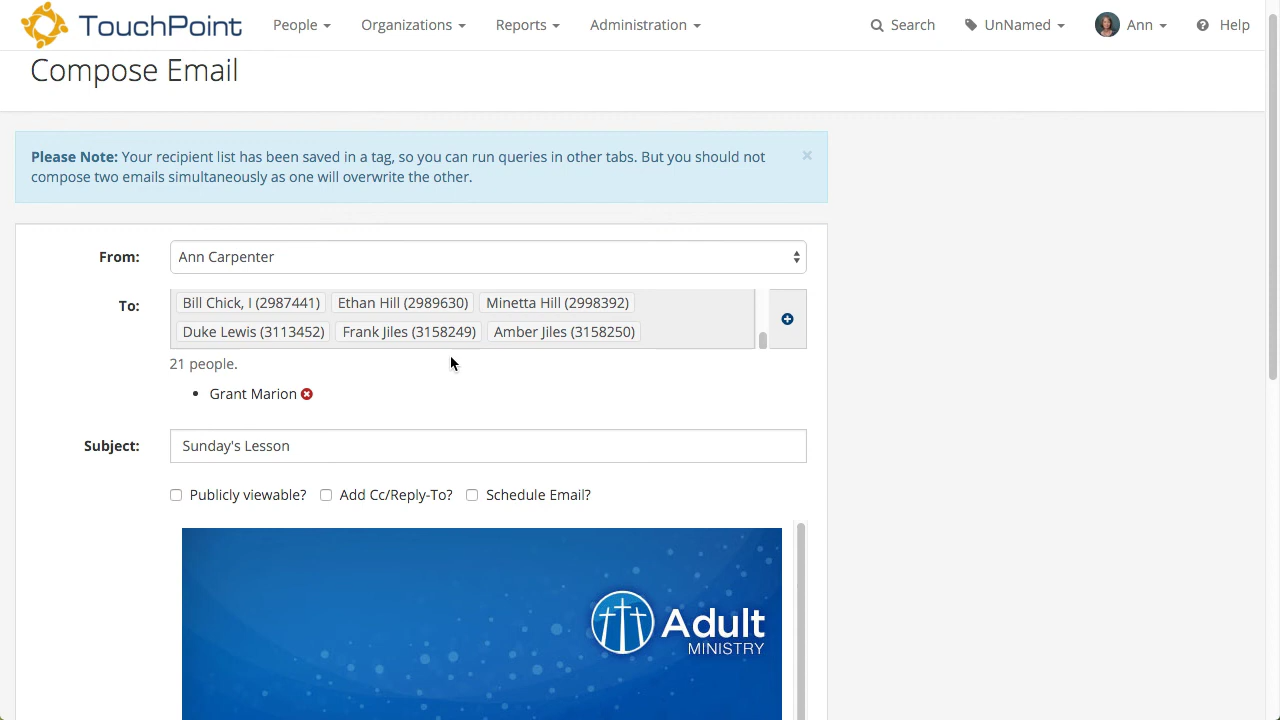 TouchPoint People Organizations Reports Administration Search UnNamed Ann Help
Compose Email
Please Note: Your recipient list has been saved in a tag, so you can run queries in other tabs. But you should not
compose two emails simultaneously as one will overwrite the other.
×
From: Ann Carpenter
To:
Bill Chick, I (2987441) Ethan Hill (2989630) Minetta Hill (2998392)
Duke Lewis (3113452) Frank Jiles (3158249) Amber Jiles (3158250)
21 people.
• Grant Marion
Subject: Sunday's Lesson
Publicly viewable? Add Cc/Reply-To? Schedule Email?
Adult
MINISTRY